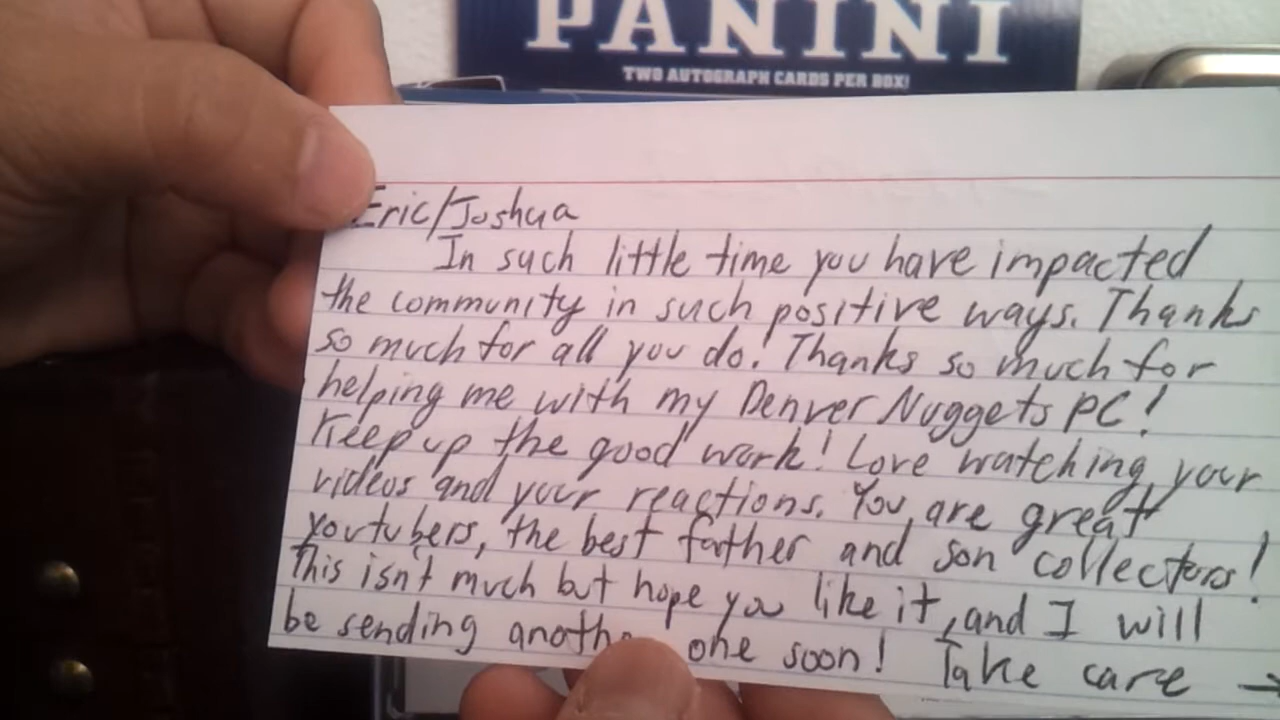 PANINI
TWO AUTOGRAPH CARDS PER BOX!
Eric/Joshua
In such little time you have impacted
the community in such positive ways. Thanks
so much for all you do! Thanks so much for
helping me with my Denver Nuggets PC!
Keep up the good work! Love watching your
videos and your reactions. You are great
youtubers, the best father and son collectors!
This isn't much but hope you like it, and I will
be sending anothe one soon! Take care →